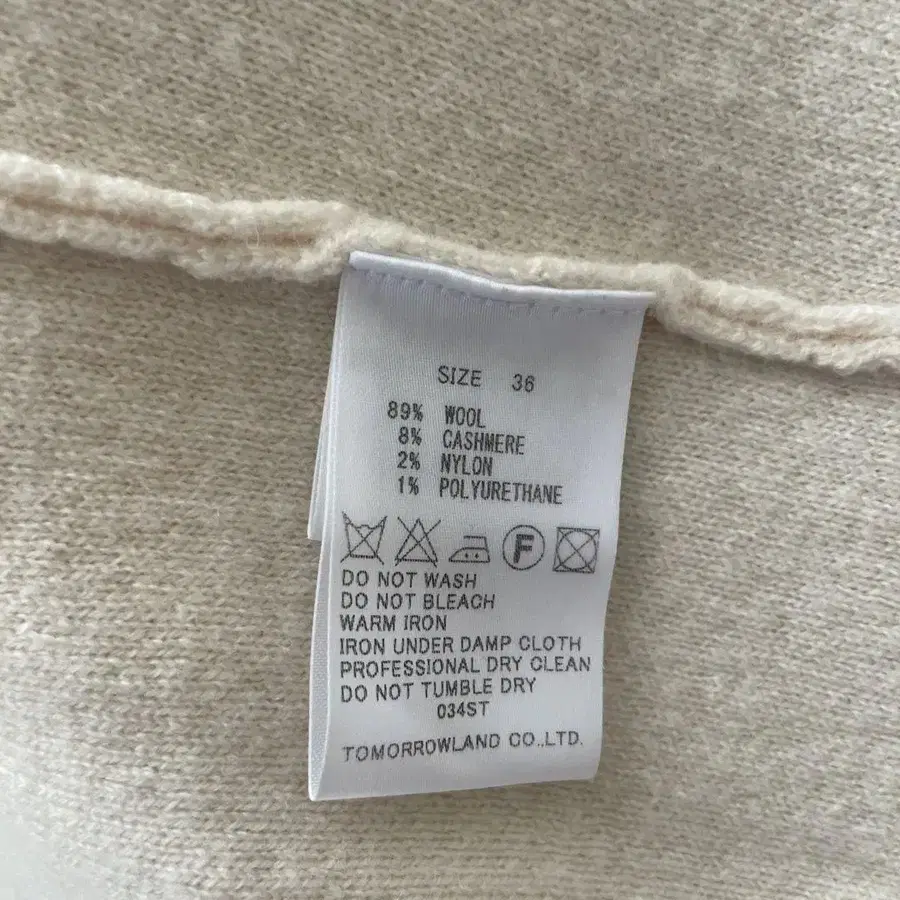 SIZE 36
89% WOOL
8% CASHMERE
2% NYLON
1% POLYURETHANE
F
DO NOT WASH
DO NOT BLEACH
WARM IRON
IRON UNDER DAMP CLOTH
PROFESSIONAL DRY CLEAN
DO NOT TUMBLE DRY
034ST
TOMORROWLAND CO.,LTD.